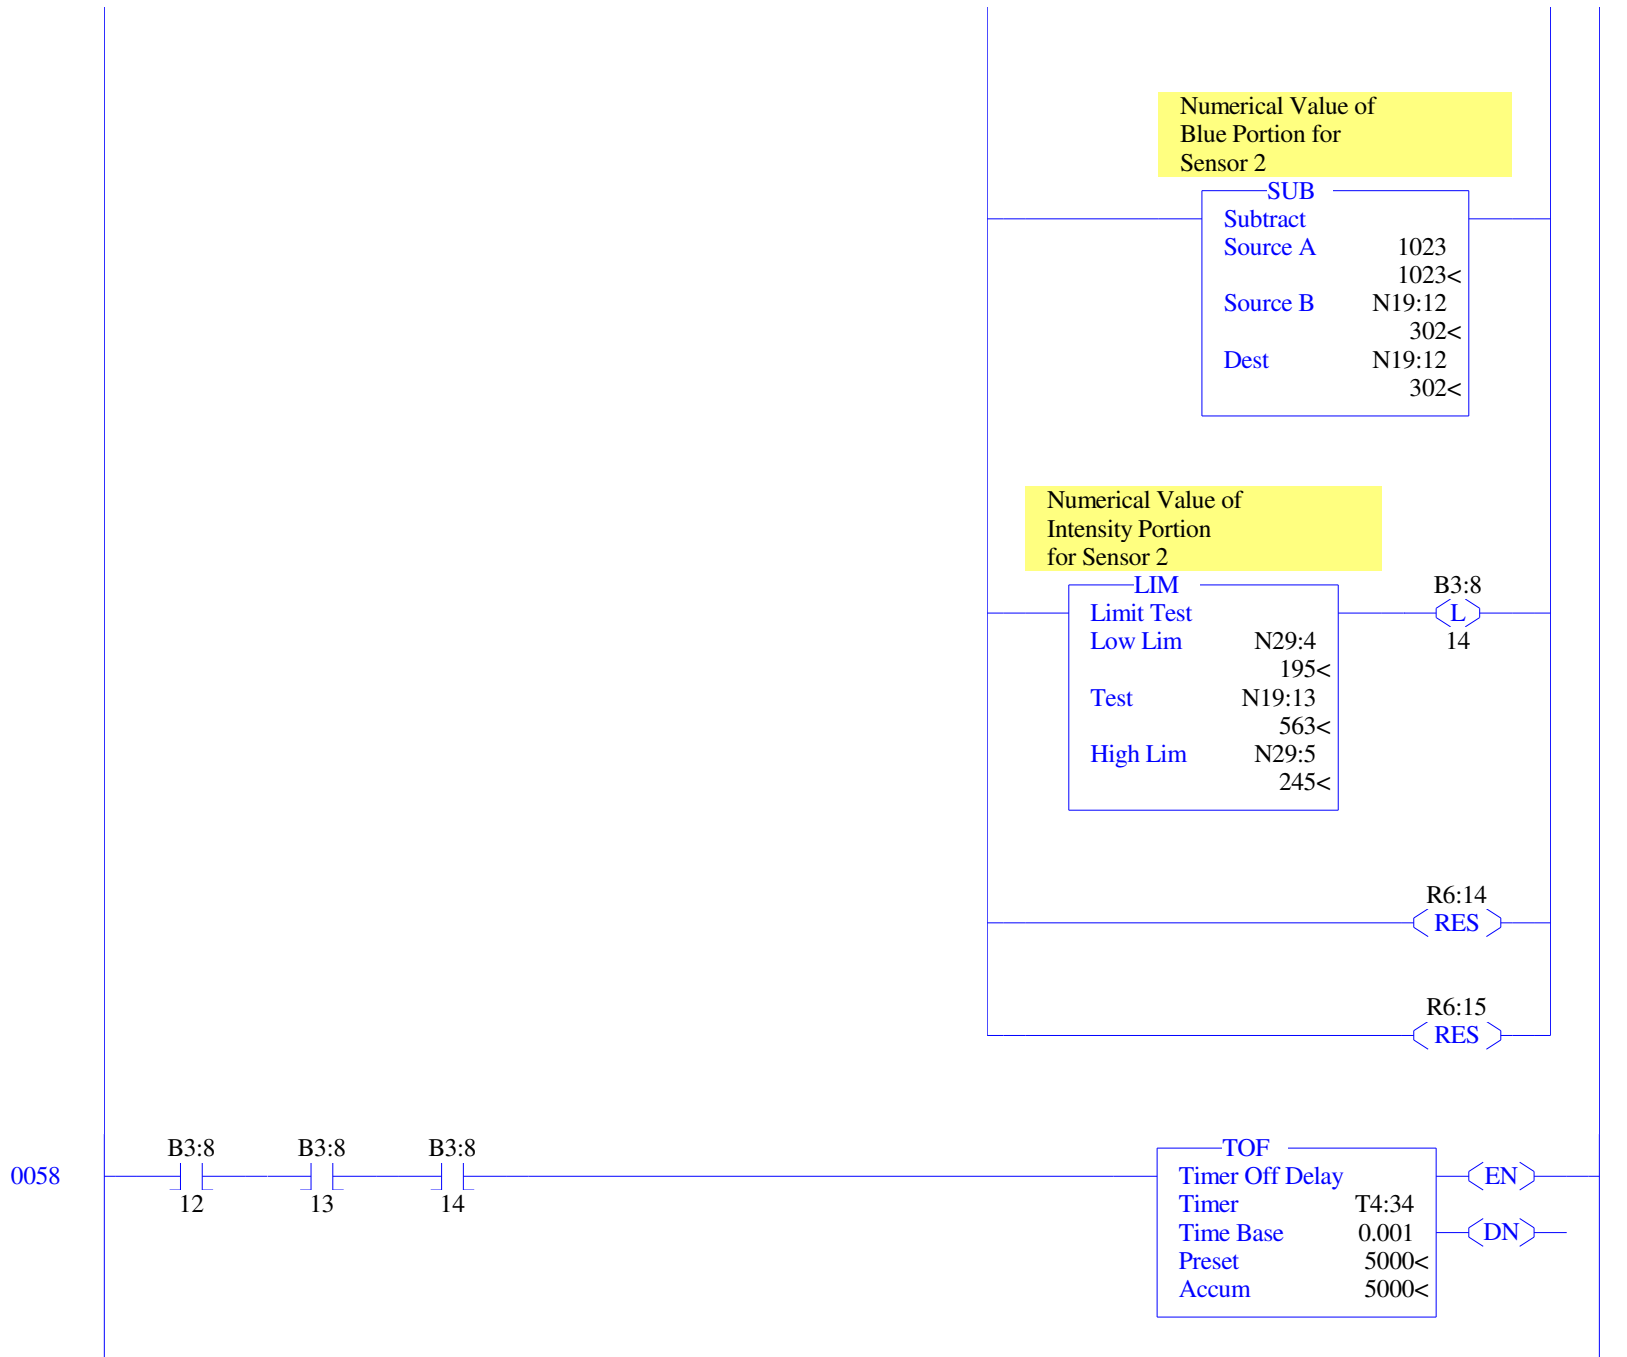 Numerical Value of
Blue Portion for
Sensor 2
SUB
Subtract
Source A 1023
1023<
Source B N19:12
302<
Dest N19:12
302<
Numerical Value of
Intensity Portion
for Sensor 2
LIM
Limit Test
Low Lim N29:4
195<
Test N19:13
563<
High Lim N29:5
245<
B3:8
L
14
R6:14
RES
R6:15
RES
0058
B3:8
12
B3:8
13
B3:8
14
TOF
Timer Off Delay
Timer T4:34
Time Base 0.001
Preset 5000<
Accum 5000<
EN
DN